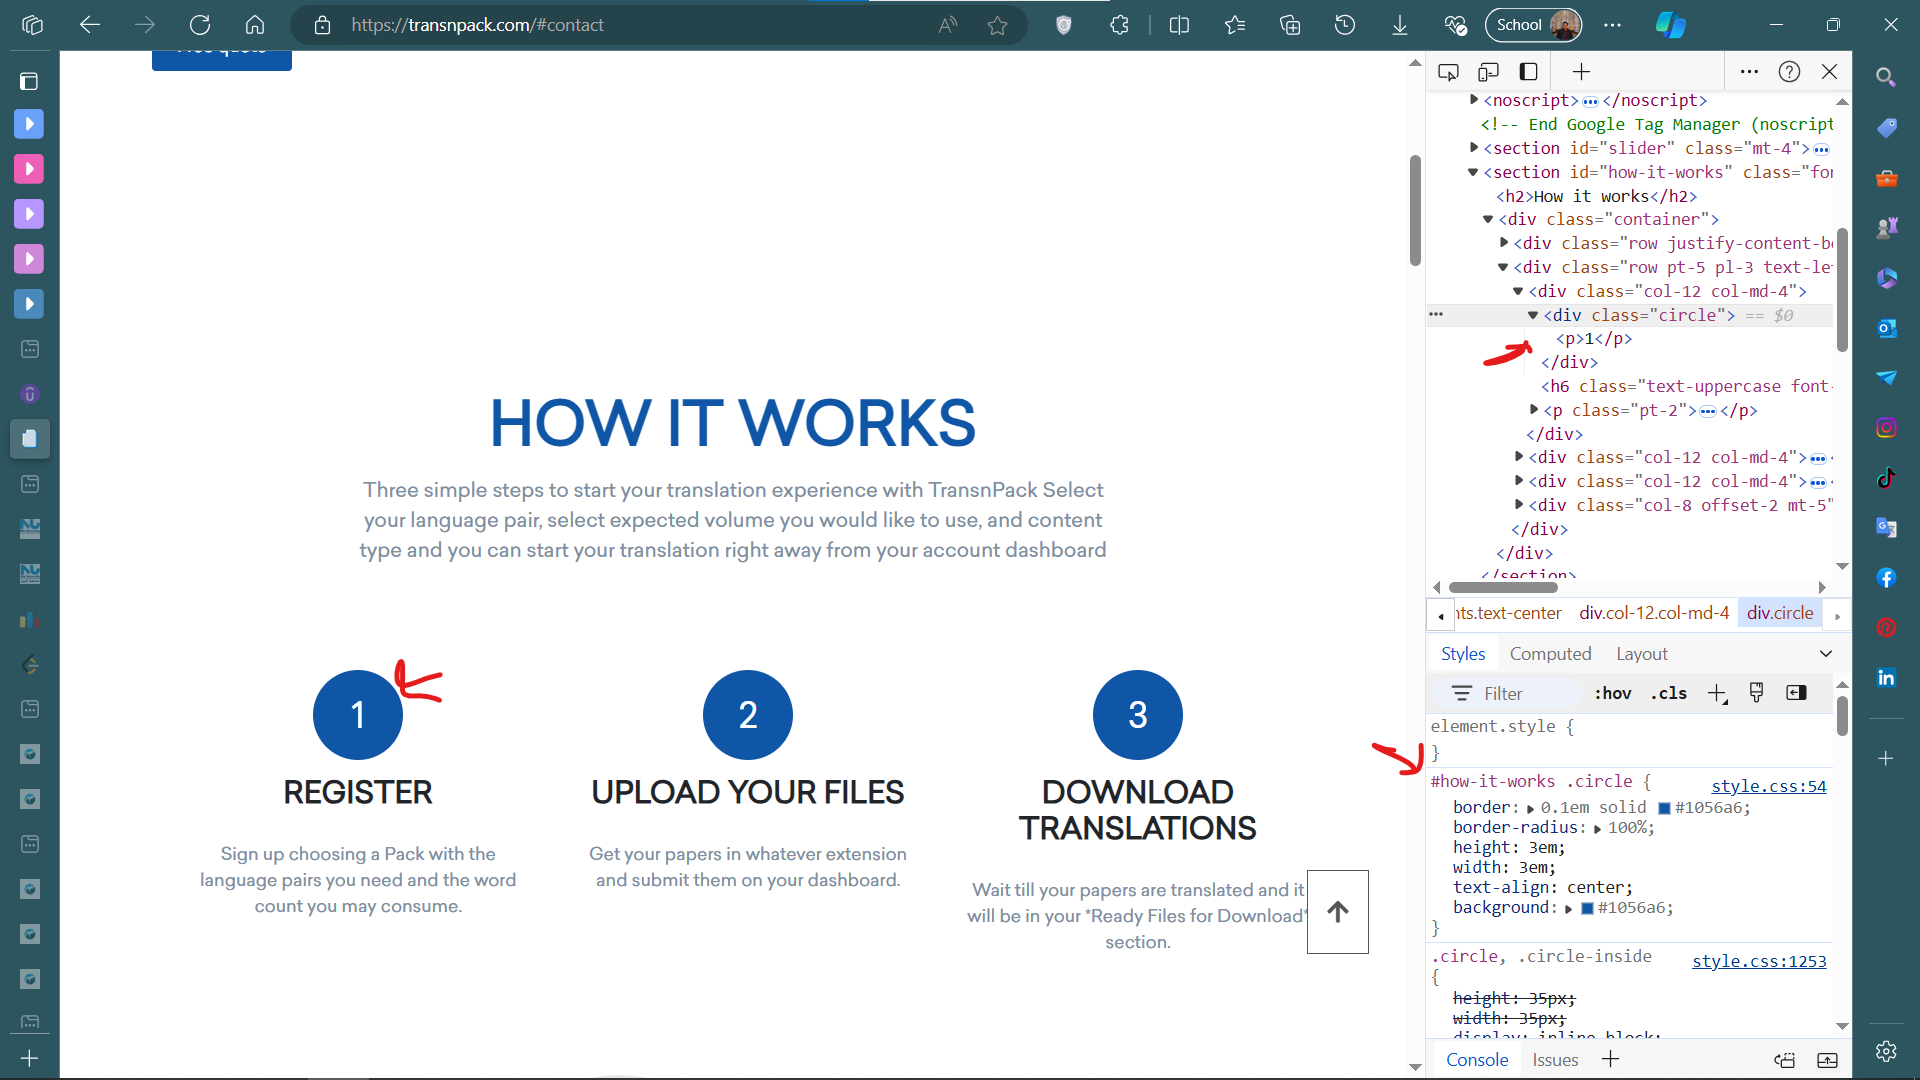 https://transnpack.com/#contact
School
HOW IT WORKS
Three simple steps to start your translation experience with TransnPack Select
your language pair, select expected volume you would like to use, and content
type and you can start your translation right away from your account dashboard
1
REGISTER
Sign up choosing a Pack with the
language pairs you need and the word
count you may consume.
2
UPLOAD YOUR FILES
Get your papers in whatever extension
and submit them on your dashboard.
3
DOWNLOAD
TRANSLATIONS
Wait till your papers are translated and it
will be in your *Ready Files for Download*
section.
<noscript> </noscript>
<!-- End Google Tag Manager (noscript
<section id="slider" class="mt-4">
<section id="how-it-works" class="for
<h2>How it works</h2>
<div class="container">
<div class="row justify-content-b
<div class="row pt-5 pl-3 text-le
<div class="col-12 col-md-4">
<div class="circle"> == $0
<p>1</p>
</div>
<h6 class="text-uppercase font-
<p class="pt-2"> </p>
</div>
<div class="col-12 col-md-4">
<div class="col-12 col-md-4">
<div class="col-8 offset-2 mt-5"
</div>
</div>
</section>
nts.text-center div.col-12.col-md-4 div.circle
Styles Computed Layout
Filter :hov .cls
element.style {
}
#how-it-works .circle { style.css:54
border: 0.1em solid #1056a6;
border-radius: 100%;
height: 3em;
width: 3em;
text-align: center;
background: #1056a6;
}
.circle, .circle-inside style.css:1253
{
height: 35px;
width: 35px;
display: inline-block;
Console Issues